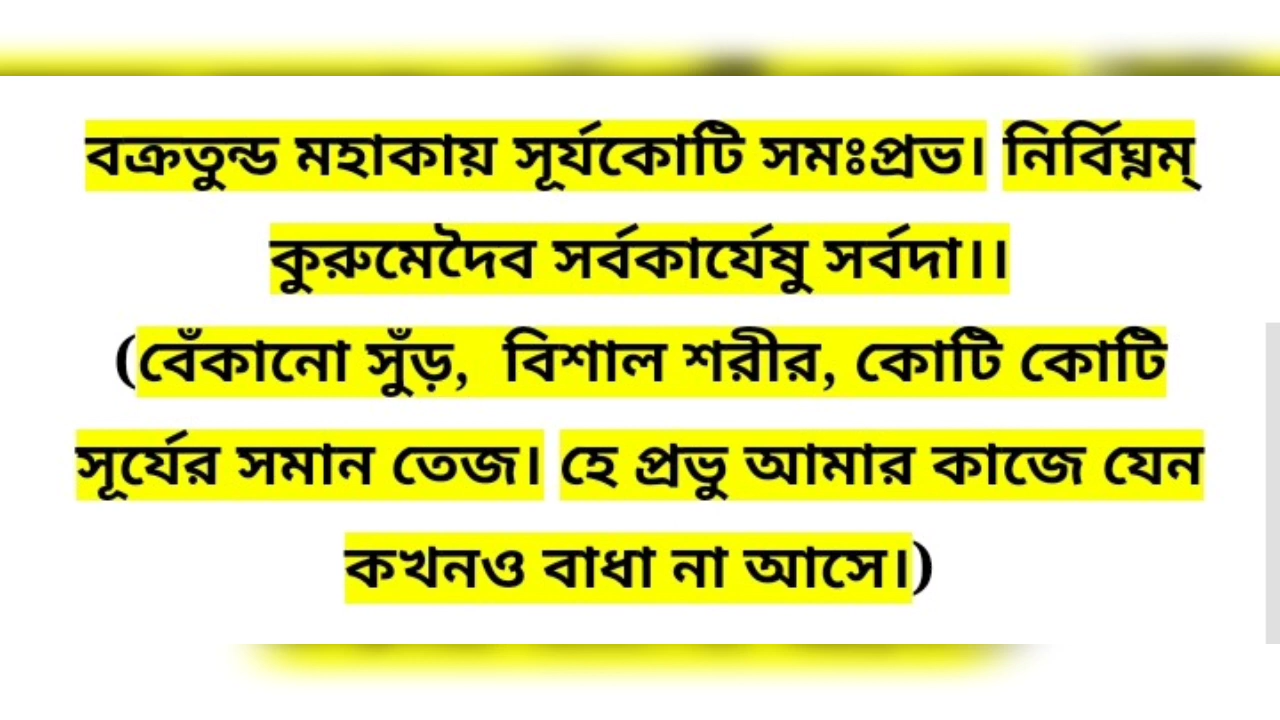 বক্রতুন্ড মহাকায় সূর্যকোটি সমঃপ্রভ। নির্বিঘ্নম্
কুরুমেদৈৰ সর্বকার্যেষু সর্বদা।।
(বেঁকানো সুঁড়, বিশাল শরীর, কোটি কোটি
সূর্যের সমান তেজ। হে প্রভু আমার কাজে যেন
কখনও বাধা না আসে।)